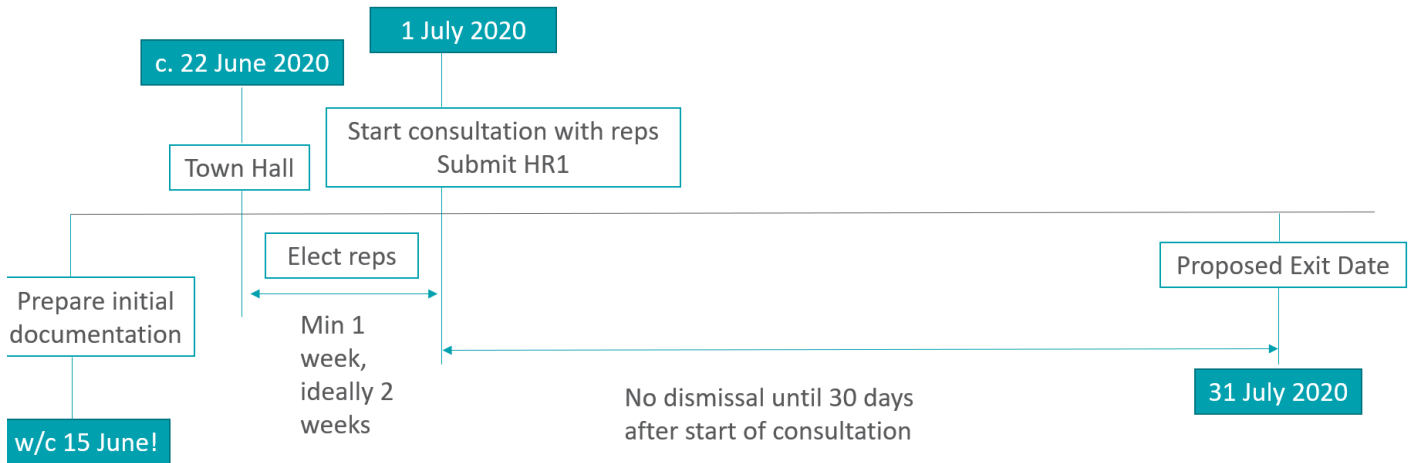 1 July 2020
c. 22 June 2020
Start consultation with reps
Submit HR1
Town Hall
Elect reps
Proposed Exit Date
Prepare initial
documentation
Min 1
week,
ideally 2
weeks
No dismissal until 30 days
after start of consultation
31 July 2020
w/c 15 June!